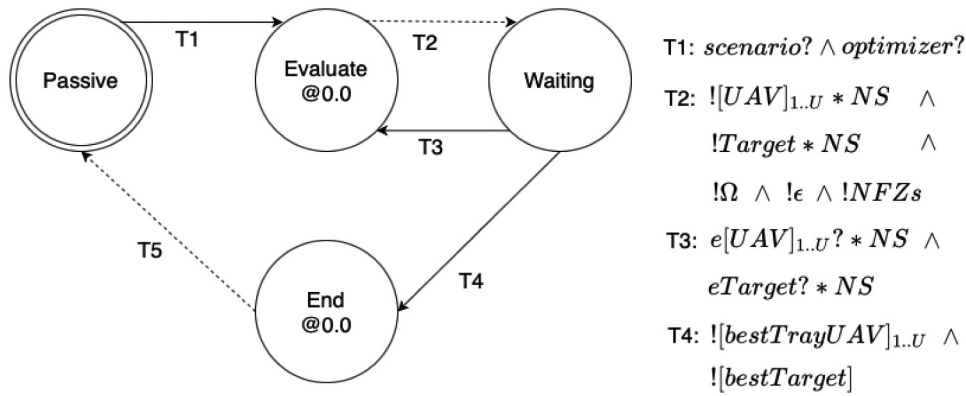 Passive
T1
Evaluate
@0.0
T2
Waiting
T3
T5
T4
End
@0.0
T1: scenario? ∧ optimizer?
T2: ![UAV]₁..U * NS ∧
!Target * NS ∧
!Ω ∧ !ϵ ∧ !NFZs
T3: e[UAV]₁..U? * NS ∧
eTarget? * NS
T4: ![bestTrayUAV]₁..U ∧
![bestTarget]